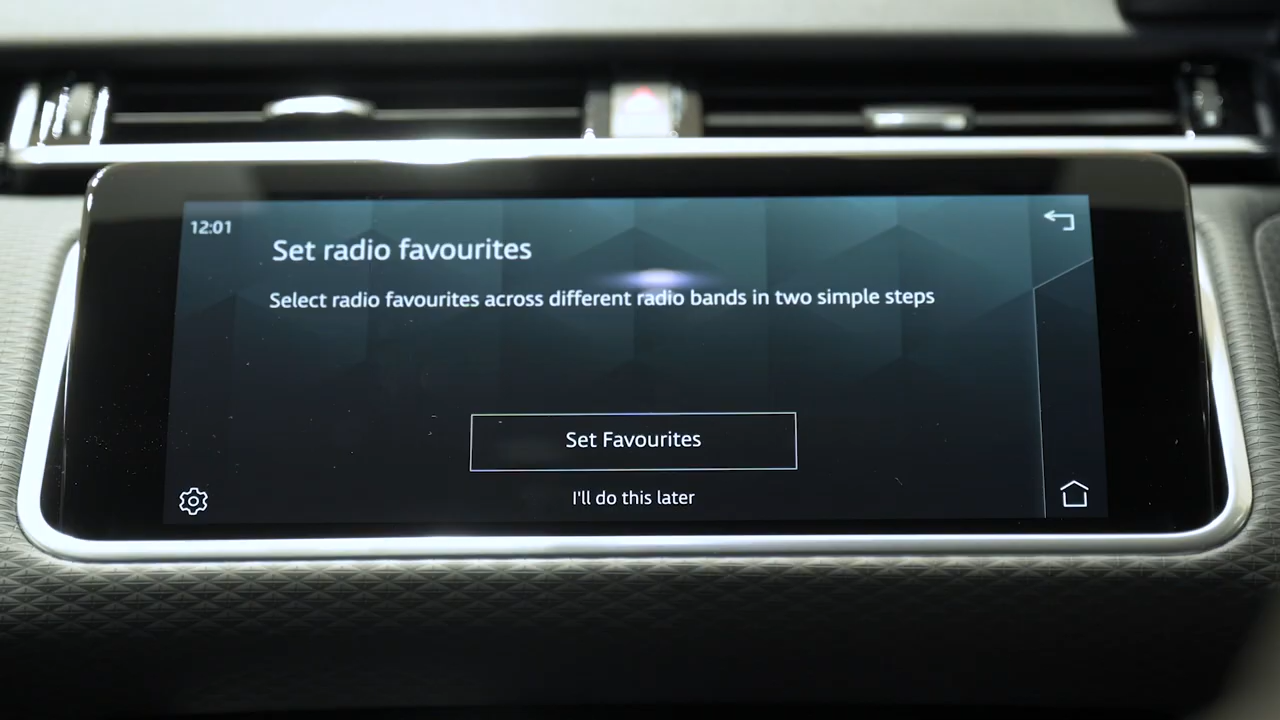 12:01
Set radio favourites
Select radio favourites across different radio bands in two simple steps
Set Favourites
I'll do this later